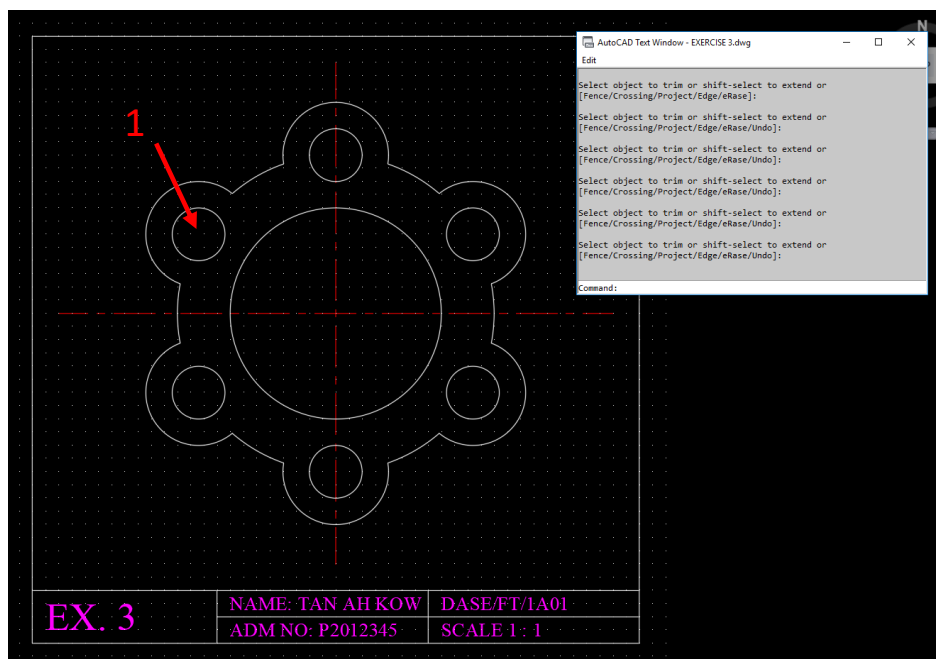 N
AutoCAD Text Window - EXERCISE 3.dwg
Edit
Select object to trim or shift-select to extend or
[Fence/Crossing/Project/Edge/eRase]:
Select object to trim or shift-select to extend or
[Fence/Crossing/Project/Edge/eRase/Undo]:
Select object to trim or shift-select to extend or
[Fence/Crossing/Project/Edge/eRase/Undo]:
Select object to trim or shift-select to extend or
[Fence/Crossing/Project/Edge/eRase/Undo]:
Select object to trim or shift-select to extend or
[Fence/Crossing/Project/Edge/eRase/Undo]:
Select object to trim or shift-select to extend or
[Fence/Crossing/Project/Edge/eRase/Undo]:
Command:
1
EX. 3
NAME: TAN AH KOW
DASE/FT/1A01
ADM NO: P2012345
SCALE 1 : 1